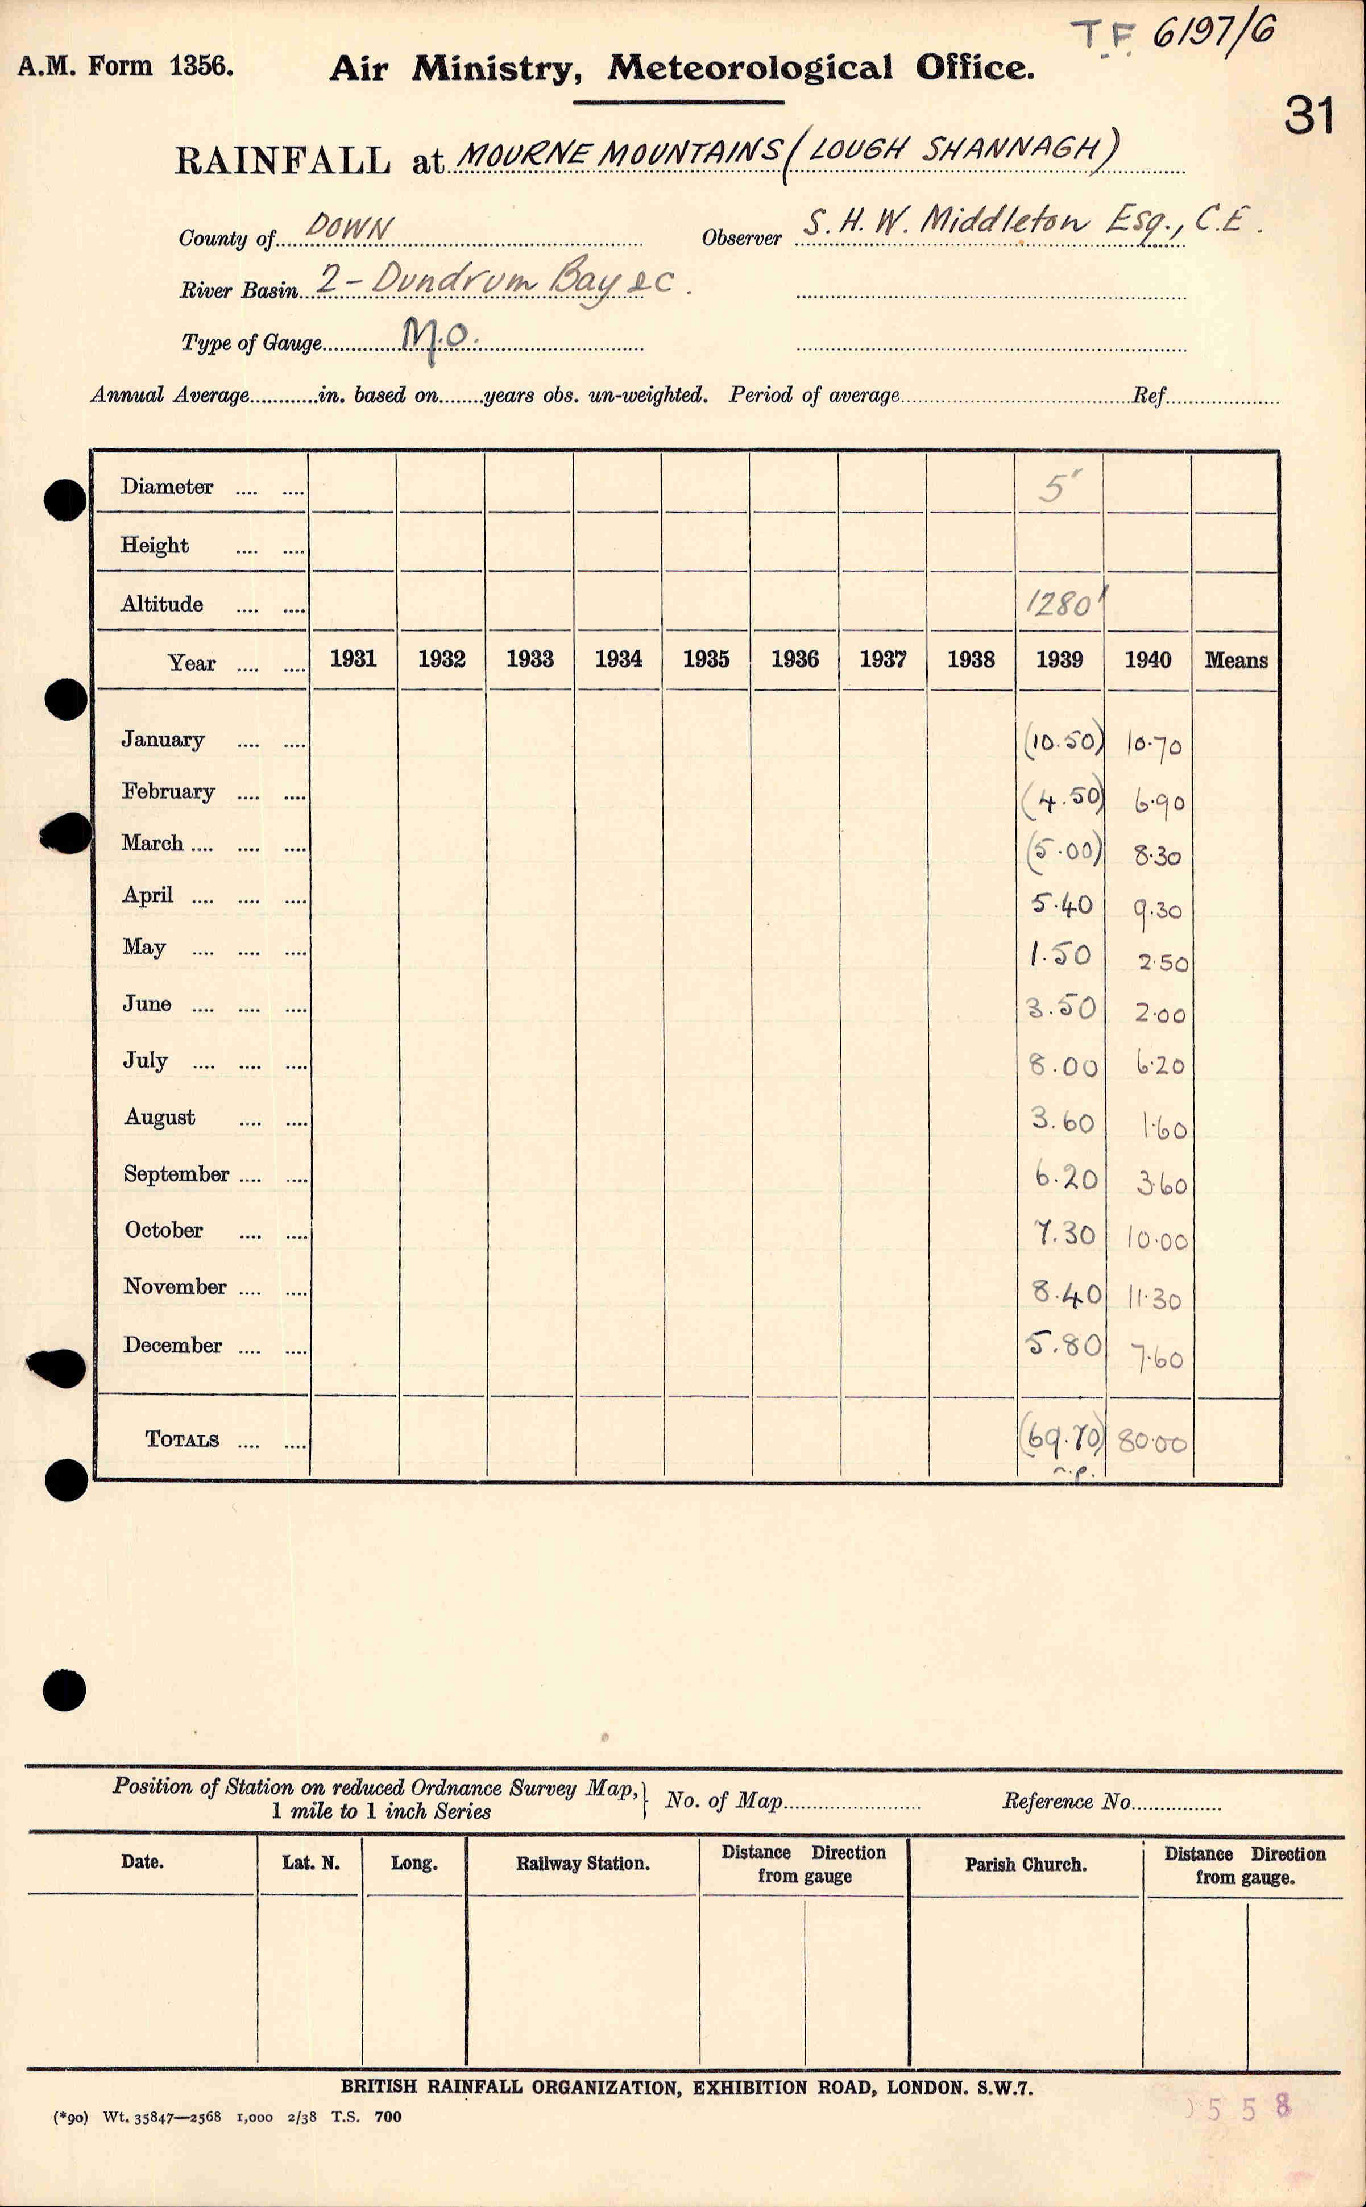 T.F. 6197/6
A.M. Form 1356. Air Ministry, Meteorological Office.
31
RAINFALL at MOURNE MOUNTAINS (LOUGH SHANNAGH)
County of DOWN Observer S. H. W. Middleton Esq., C.E.
River Basin 2 - Dundrum Bay &c.
Type of Gauge M.O.
Annual Average............in. based on........years obs. un-weighted. Period of average.................Ref.................
Diameter .... .... 5"
Height .... ....
Altitude .... .... 1280'
Year .... .... 1931 1932 1933 1934 1935 1936 1937 1938 1939 1940 Means
January .... .... (10.50) 10.70
February .... .... (4.50) 6.90
March .... .... .... (5.00) 8.30
April .... .... .... 5.40 9.30
May .... .... .... 1.50 2.50
June .... .... .... 3.50 2.00
July .... .... .... 8.00 6.20
August .... .... 3.60 1.60
September .... .... 6.20 3.60
October .... .... 7.30 10.00
November .... .... 8.40 11.30
December .... .... 5.80 7.60
TOTALS .... .... (69.70) 80.00
n.p.
Position of Station on reduced Ordnance Survey Map, } No. of Map........................ Reference No................
1 mile to 1 inch Series
Date. Lat. N. Long. Railway Station. Distance Direction from gauge Parish Church. Distance Direction from gauge.
BRITISH RAINFALL ORGANIZATION, EXHIBITION ROAD, LONDON. S.W.7.
(*90) Wt. 35847—2568 1,000 2/38 T.S. 700
558